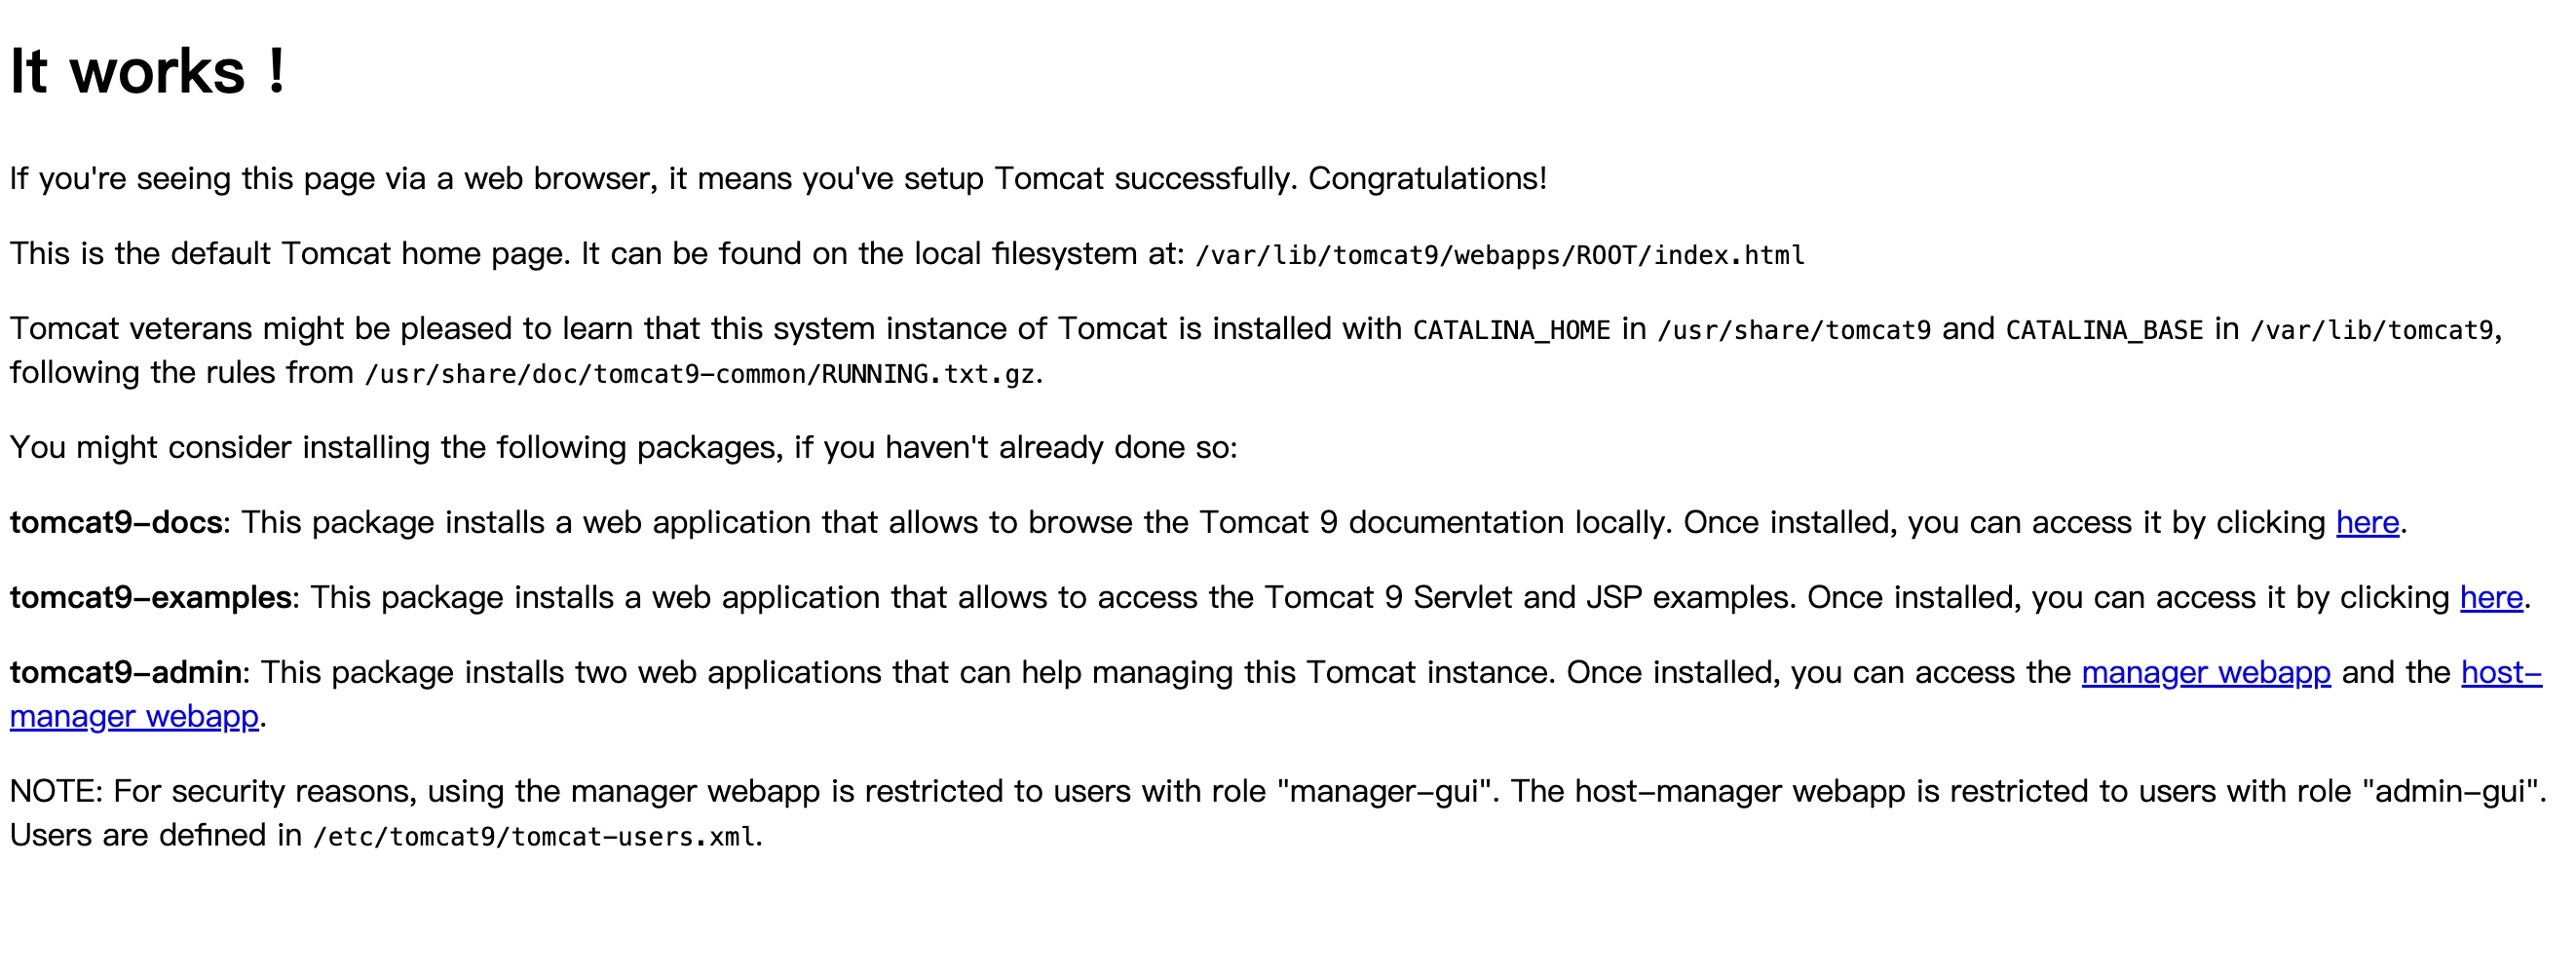 It works !
If you're seeing this page via a web browser, it means you've setup Tomcat successfully. Congratulations!
This is the default Tomcat home page. It can be found on the local filesystem at: /var/lib/tomcat9/webapps/ROOT/index.html
Tomcat veterans might be pleased to learn that this system instance of Tomcat is installed with CATALINA_HOME in /usr/share/tomcat9 and CATALINA_BASE in /var/lib/tomcat9,
following the rules from /usr/share/doc/tomcat9-common/RUNNING.txt.gz.
You might consider installing the following packages, if you haven't already done so:
tomcat9-docs: This package installs a web application that allows to browse the Tomcat 9 documentation locally. Once installed, you can access it by clicking here.
tomcat9-examples: This package installs a web application that allows to access the Tomcat 9 Servlet and JSP examples. Once installed, you can access it by clicking here.
tomcat9-admin: This package installs two web applications that can help managing this Tomcat instance. Once installed, you can access the manager webapp and the host-
manager webapp.
NOTE: For security reasons, using the manager webapp is restricted to users with role "manager-gui". The host-manager webapp is restricted to users with role "admin-gui".
Users are defined in /etc/tomcat9/tomcat-users.xml.